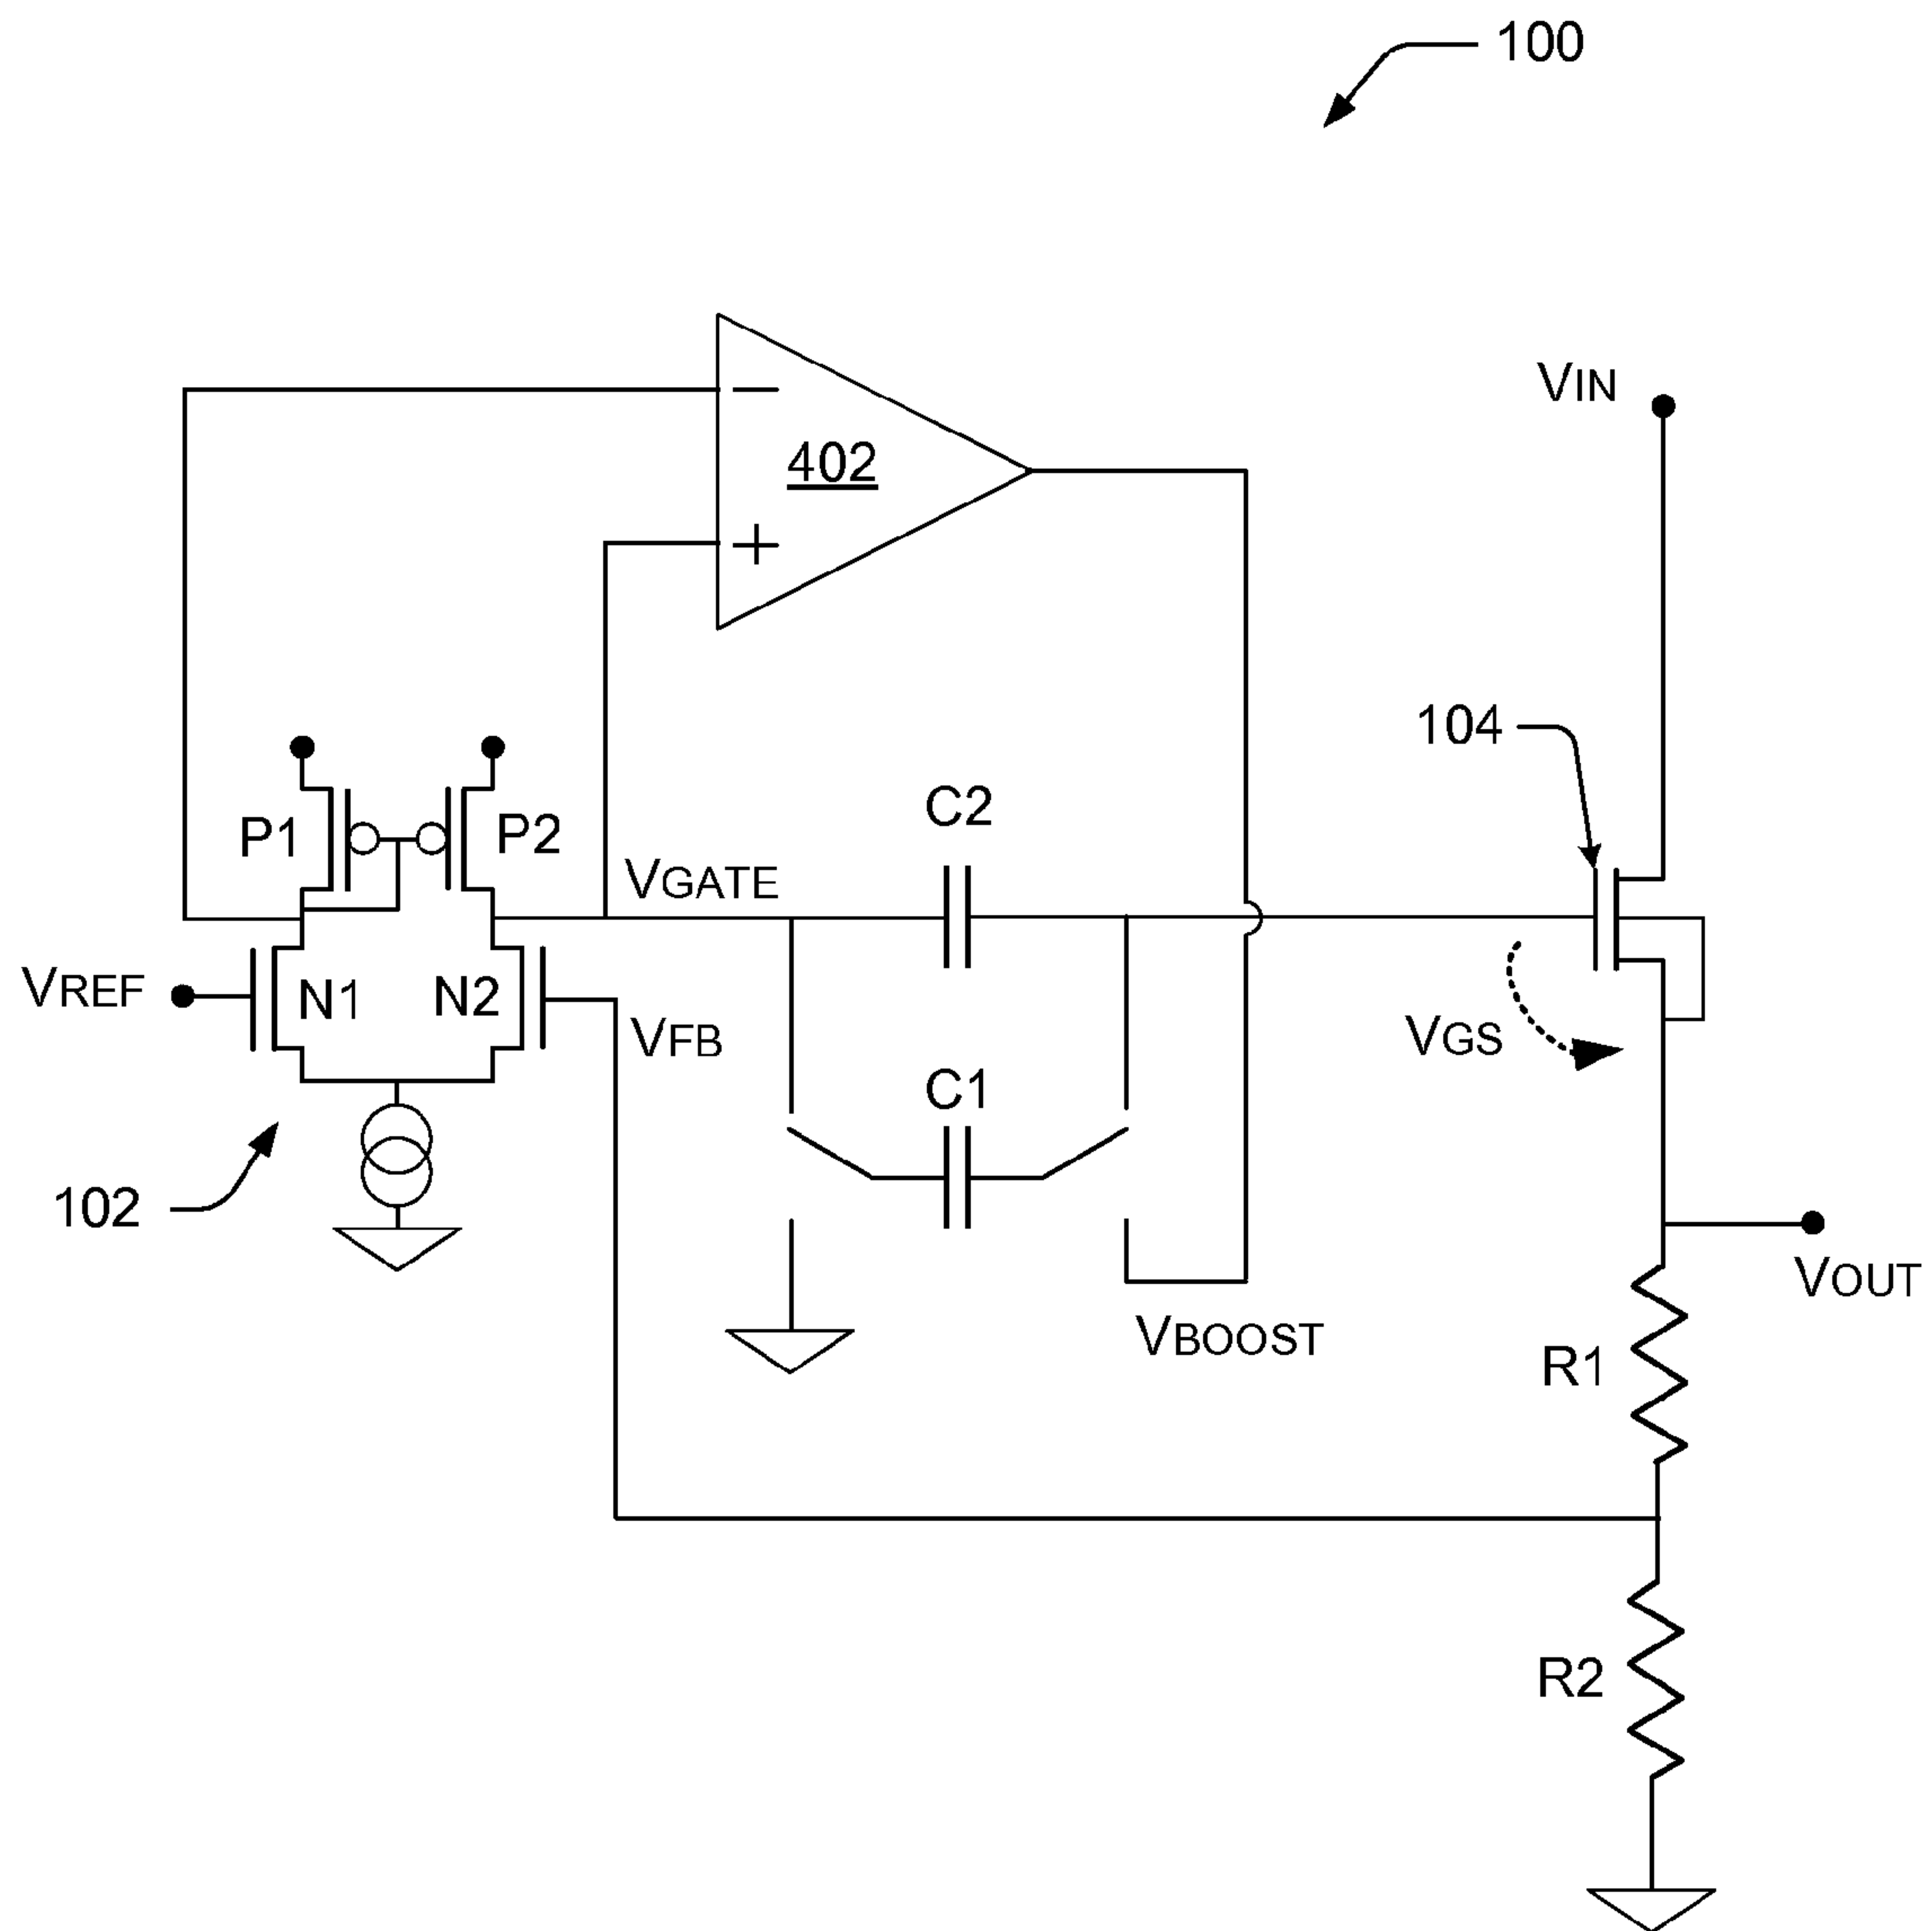 100
VIN
−
402
+
104
C2
P1
P2
VGATE
VREF
N1
N2
VFB
VGS
C1
102
VOUT
VBOOST
R1
R2